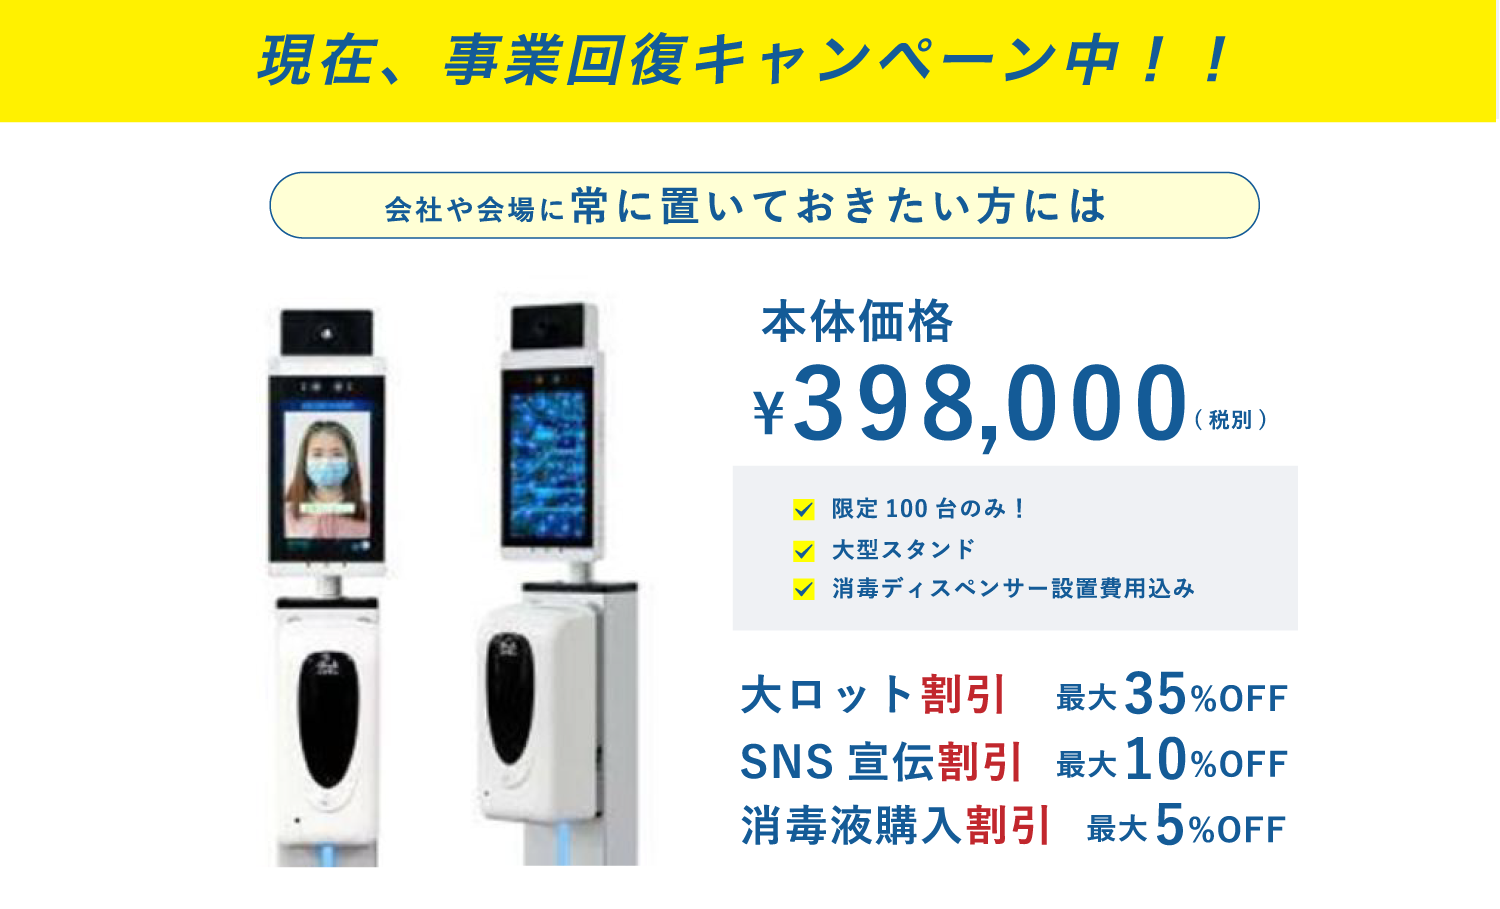 現在、事業回復キャンペーン中！！
会社や会場に常に置いておきたい方には
本体価格
¥398,000(税別)
限定100台のみ！
大型スタンド
消毒ディスペンサー設置費用込み
大ロット割引 最大35%OFF
SNS宣伝割引 最大10%OFF
消毒液購入割引 最大5%OFF